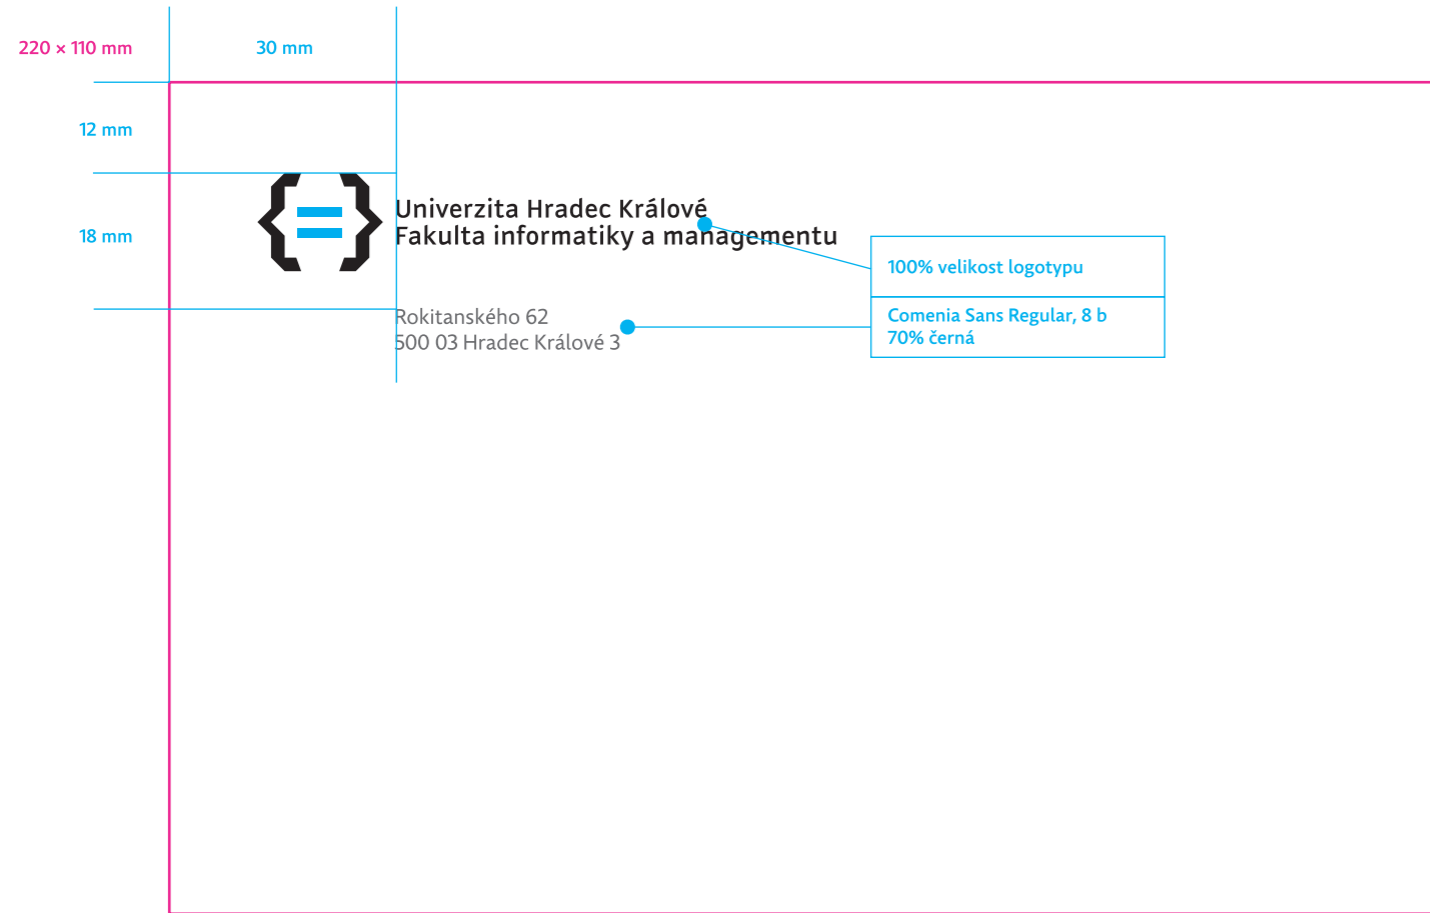 220 × 110 mm
30 mm
12 mm
18 mm
Univerzita Hradec Králové
Fakulta informatiky a managementu
100% velikost logotypu
Rokitanského 62
500 03 Hradec Králové 3
Comenia Sans Regular, 8 b
70% černá